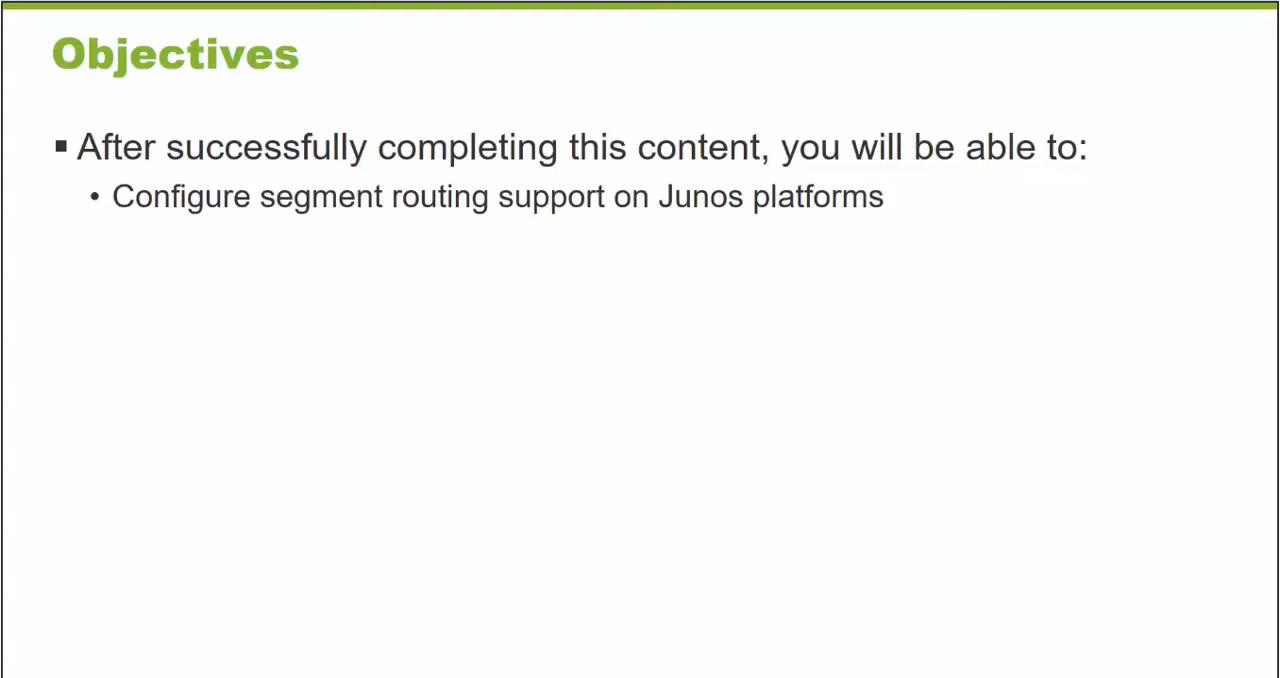 Objectives
▪ After successfully completing this content, you will be able to:
• Configure segment routing support on Junos platforms